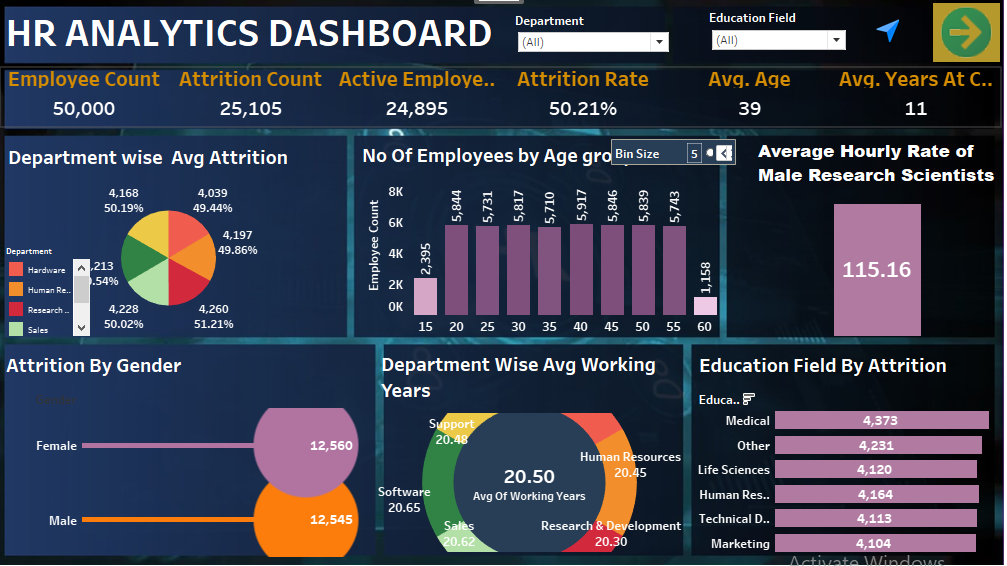 HR ANALYTICS DASHBOARD
Department
(All)
Education Field
(All)
Employee Count
Attrition Count
Active Employe..
Attrition Rate
Avg. Age
Avg. Years At C..
50,000
25,105
24,895
50.21%
39
11
Department wise Avg Attrition
4,168
50.19%
4,039
49.44%
4,197
49.86%
4,260
51.21%
4,228
50.02%
,213
.54%
Department
Hardware
Human Re..
Research ..
Sales
No Of Employees by Age gro
Bin Size
5
Employee Count
8K
6K
4K
2K
0K
2,395
5,844
5,731
5,817
5,710
5,917
5,846
5,839
5,743
1,158
15
20
25
30
35
40
45
50
55
60
Average Hourly Rate of
Male Research Scientists
115.16
Attrition By Gender
Female
12,560
Male
12,545
Department Wise Avg Working
Years
Support
20.48
Human Resources
20.45
20.50
Avg Of Working Years
Software
20.65
Sales
20.62
Research & Development
20.30
Education Field By Attrition
Educa..
Medical
4,373
Other
4,231
Life Sciences
4,120
Human Res..
4,164
Technical D..
4,113
Marketing
4,104
Activate Windows